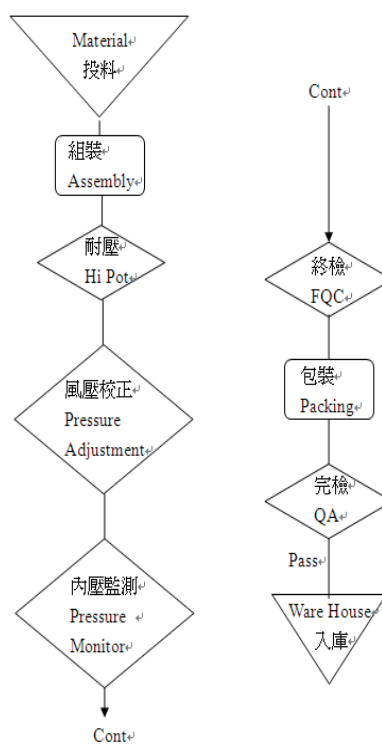 Material
投料
組裝
Assembly
耐壓
Hi Pot
風壓校正
Pressure
Adjustment
內壓監測
Pressure
Monitor
Cont
Cont
終檢
FQC
包裝
Packing
完檢
QA
Pass
Ware House
入庫